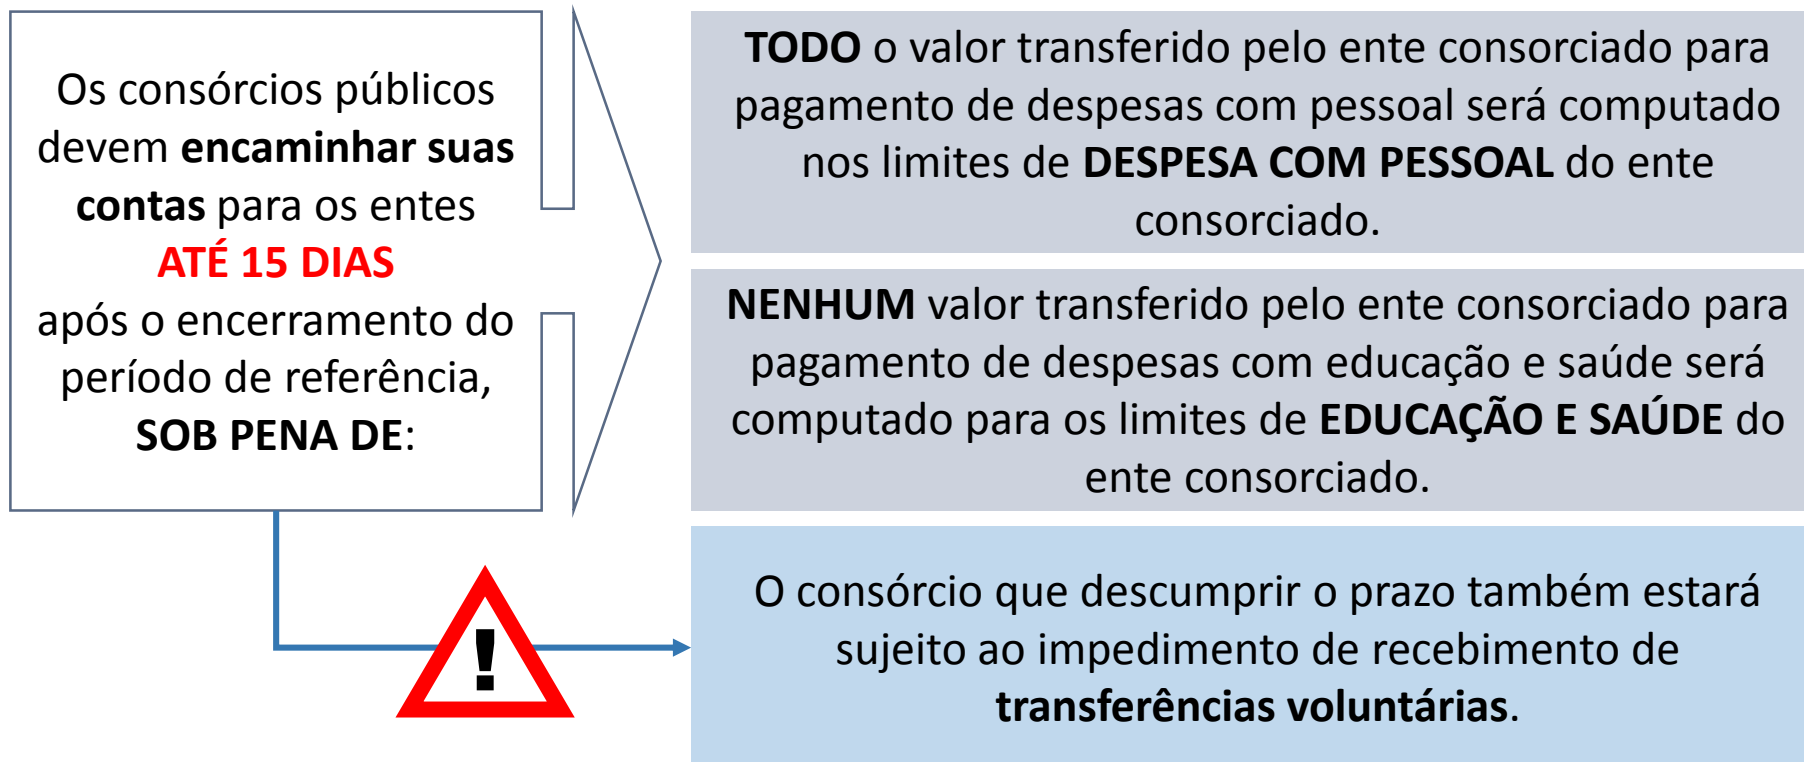 Os consórcios públicos
devem encaminhar suas
contas para os entes
ATÉ 15 DIAS
após o encerramento do
período de referência,
SOB PENA DE:
TODO o valor transferido pelo ente consorciado para
pagamento de despesas com pessoal será computado
nos limites de DESPESA COM PESSOAL do ente
consorciado.
NENHUM valor transferido pelo ente consorciado para
pagamento de despesas com educação e saúde será
computado para os limites de EDUCAÇÃO E SAÚDE do
ente consorciado.
!
O consórcio que descumprir o prazo também estará
sujeito ao impedimento de recebimento de
transferências voluntárias.